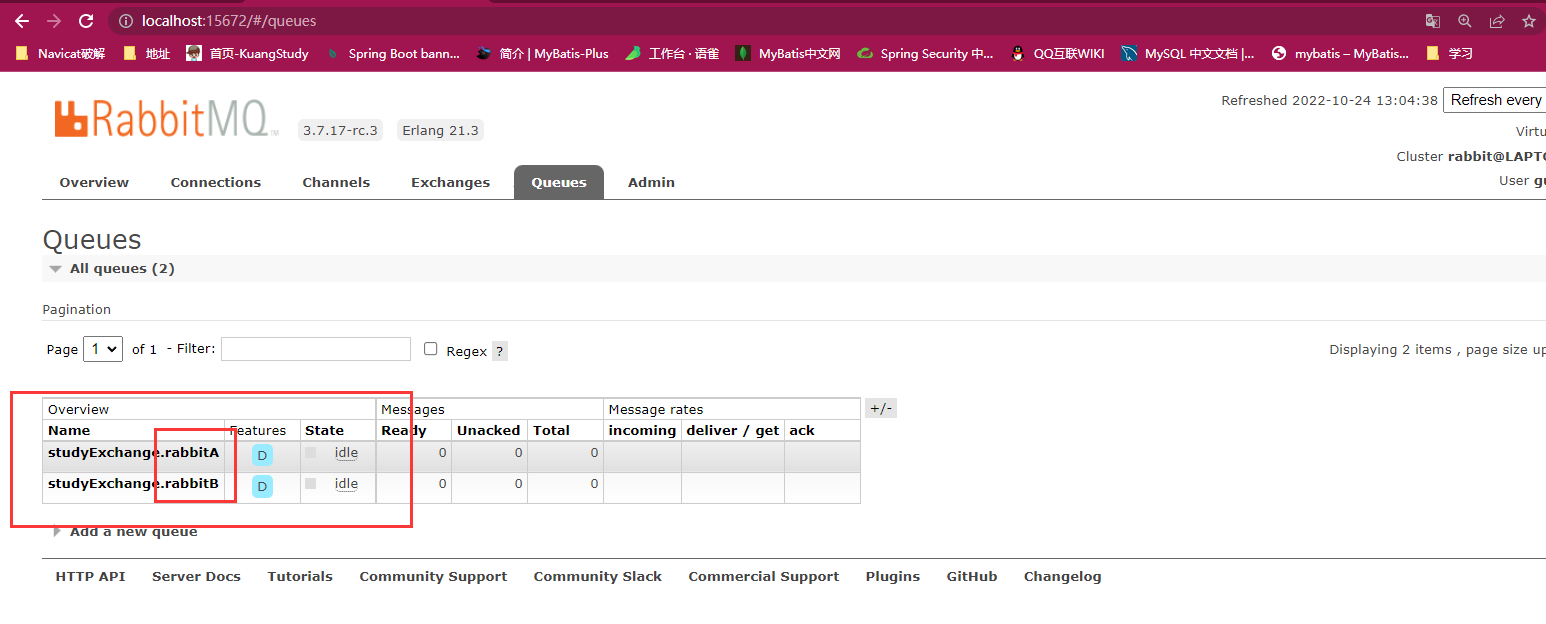 localhost:15672/#/queues
Navicat破解 地址 首页-KuangStudy Spring Boot bann... 简介 | MyBatis-Plus 工作台 · 语雀 MyBatis中文网 Spring Security 中... QQ互联WIKI MySQL 中文文档 |... mybatis – MyBatis... 学习
RabbitMQ TM 3.7.17-rc.3 Erlang 21.3
Refreshed 2022-10-24 13:04:38 Refresh every
Virtu
Cluster rabbit@LAPTO
User gu
Overview Connections Channels Exchanges Queues Admin
Queues
All queues (2)
Pagination
Page 1 of 1 - Filter: Regex ? Displaying 2 items , page size up
Overview Messages Message rates +/-
Name Features State Ready Unacked Total incoming deliver / get ack
studyExchange.rabbitA D idle 0 0 0
studyExchange.rabbitB D idle 0 0 0
Add a new queue
HTTP API Server Docs Tutorials Community Support Community Slack Commercial Support Plugins GitHub Changelog